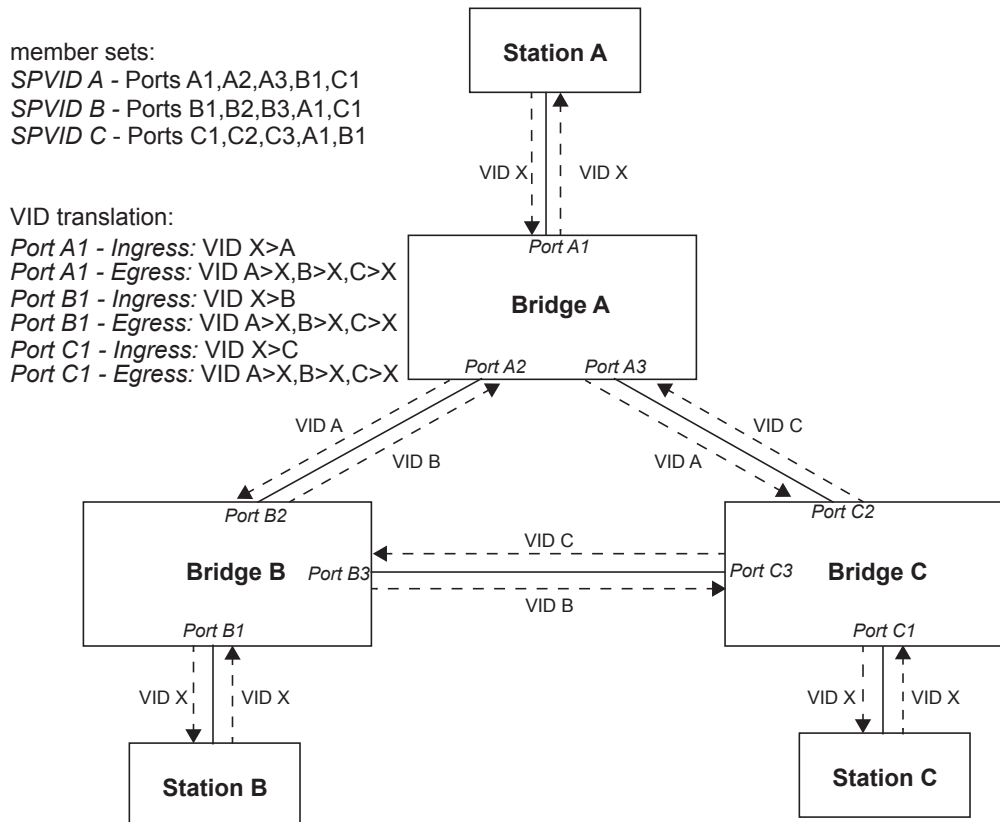 member sets:
SPVID A - Ports A1,A2,A3,B1,C1
SPVID B - Ports B1,B2,B3,A1,C1
SPVID C - Ports C1,C2,C3,A1,B1
VID translation:
Port A1 - Ingress: VID X>A
Port A1 - Egress: VID A>X,B>X,C>X
Port B1 - Ingress: VID X>B
Port B1 - Egress: VID A>X,B>X,C>X
Port C1 - Ingress: VID X>C
Port C1 - Egress: VID A>X,B>X,C>X
Station A
VID X
VID X
Port A1
Bridge A
Port A2
Port A3
VID A
VID B
VID C
VID A
Port B2
Bridge B
Port B3
Port B1
VID C
VID B
Port C2
Port C3
Bridge C
Port C1
VID X
VID X
VID X
VID X
Station B
Station C